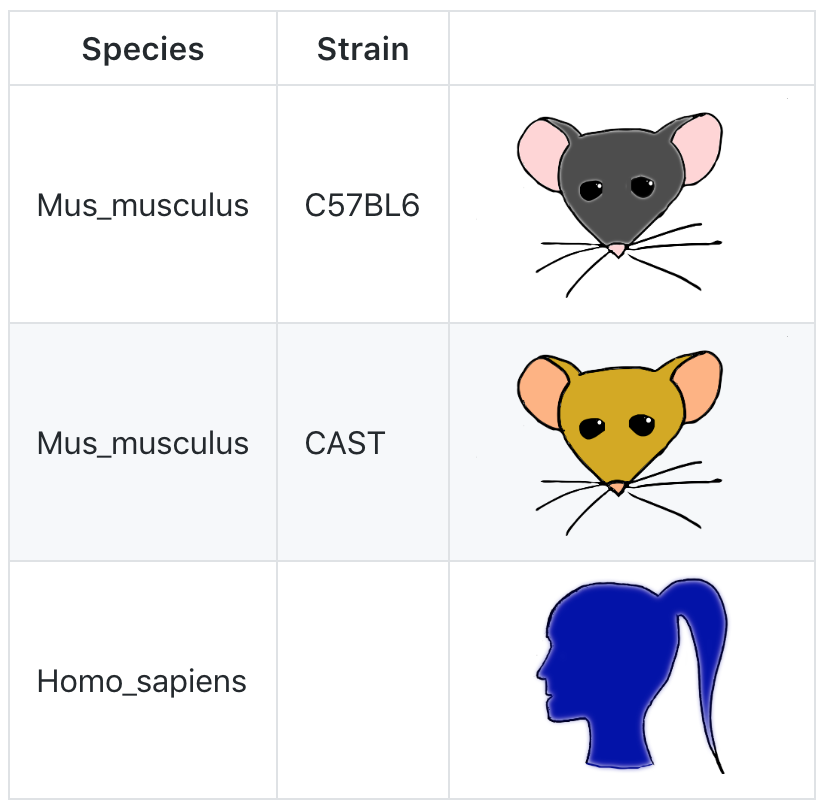 Species Strain
Mus_musculus C57BL6
Mus_musculus CAST
Homo_sapiens